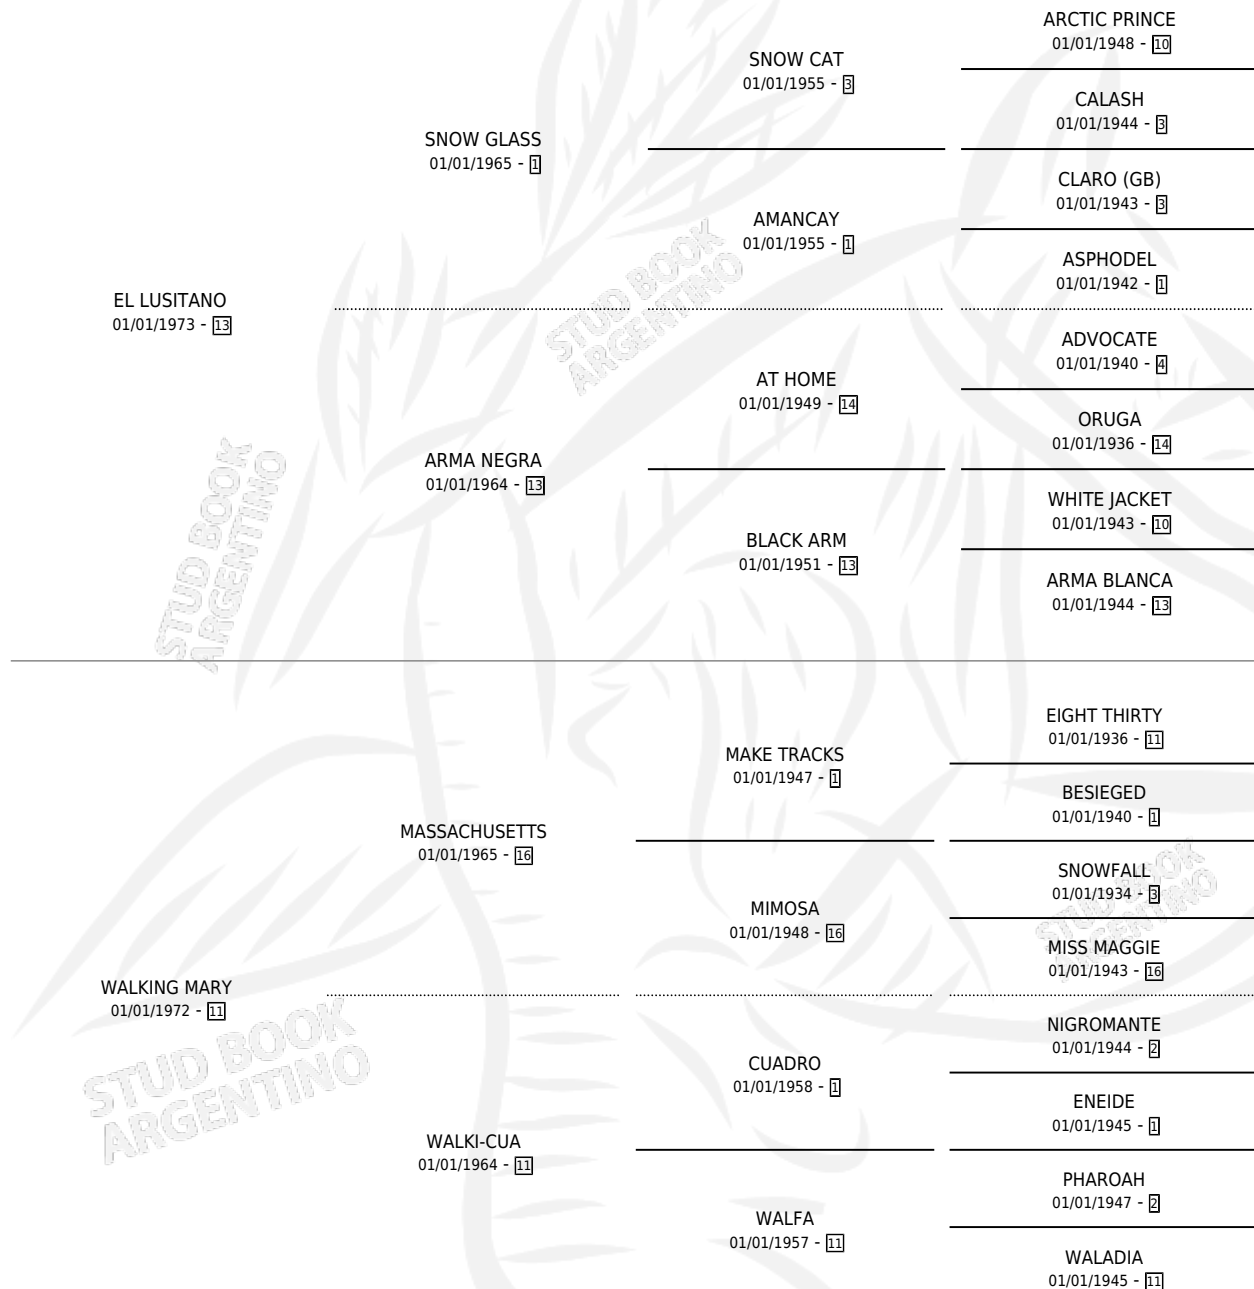 ARCTIC PRINCE
01/01/1948 - 10
SNOW CAT
01/01/1955 - 3
CALASH
01/01/1944 - 3
SNOW GLASS
01/01/1965 - 1
CLARO (GB)
01/01/1943 - 3
AMANCAY
01/01/1955 - 1
ASPHODEL
01/01/1942 - 1
EL LUSITANO
01/01/1973 - 13
ADVOCATE
01/01/1940 - 4
AT HOME
01/01/1949 - 14
ORUGA
01/01/1936 - 14
ARMA NEGRA
01/01/1964 - 13
WHITE JACKET
01/01/1943 - 10
BLACK ARM
01/01/1951 - 13
ARMA BLANCA
01/01/1944 - 13
EIGHT THIRTY
01/01/1936 - 11
MAKE TRACKS
01/01/1947 - 1
BESIEGED
01/01/1940 - 1
MASSACHUSETTS
01/01/1965 - 16
SNOWFALL
01/01/1934 - 3
MIMOSA
01/01/1948 - 16
MISS MAGGIE
01/01/1943 - 16
WALKING MARY
01/01/1972 - 11
NIGROMANTE
01/01/1944 - 2
CUADRO
01/01/1958 - 1
ENEIDE
01/01/1945 - 1
WALKI-CUA
01/01/1964 - 11
PHAROAH
01/01/1947 - 2
WALFA
01/01/1957 - 11
WALADIA
01/01/1945 - 11
STUD BOOK
ARGENTINO
STUD BOOK
ARGENTINO
STUD BOOK
ARGENTINO
STUD BOOK
ARGENTINO